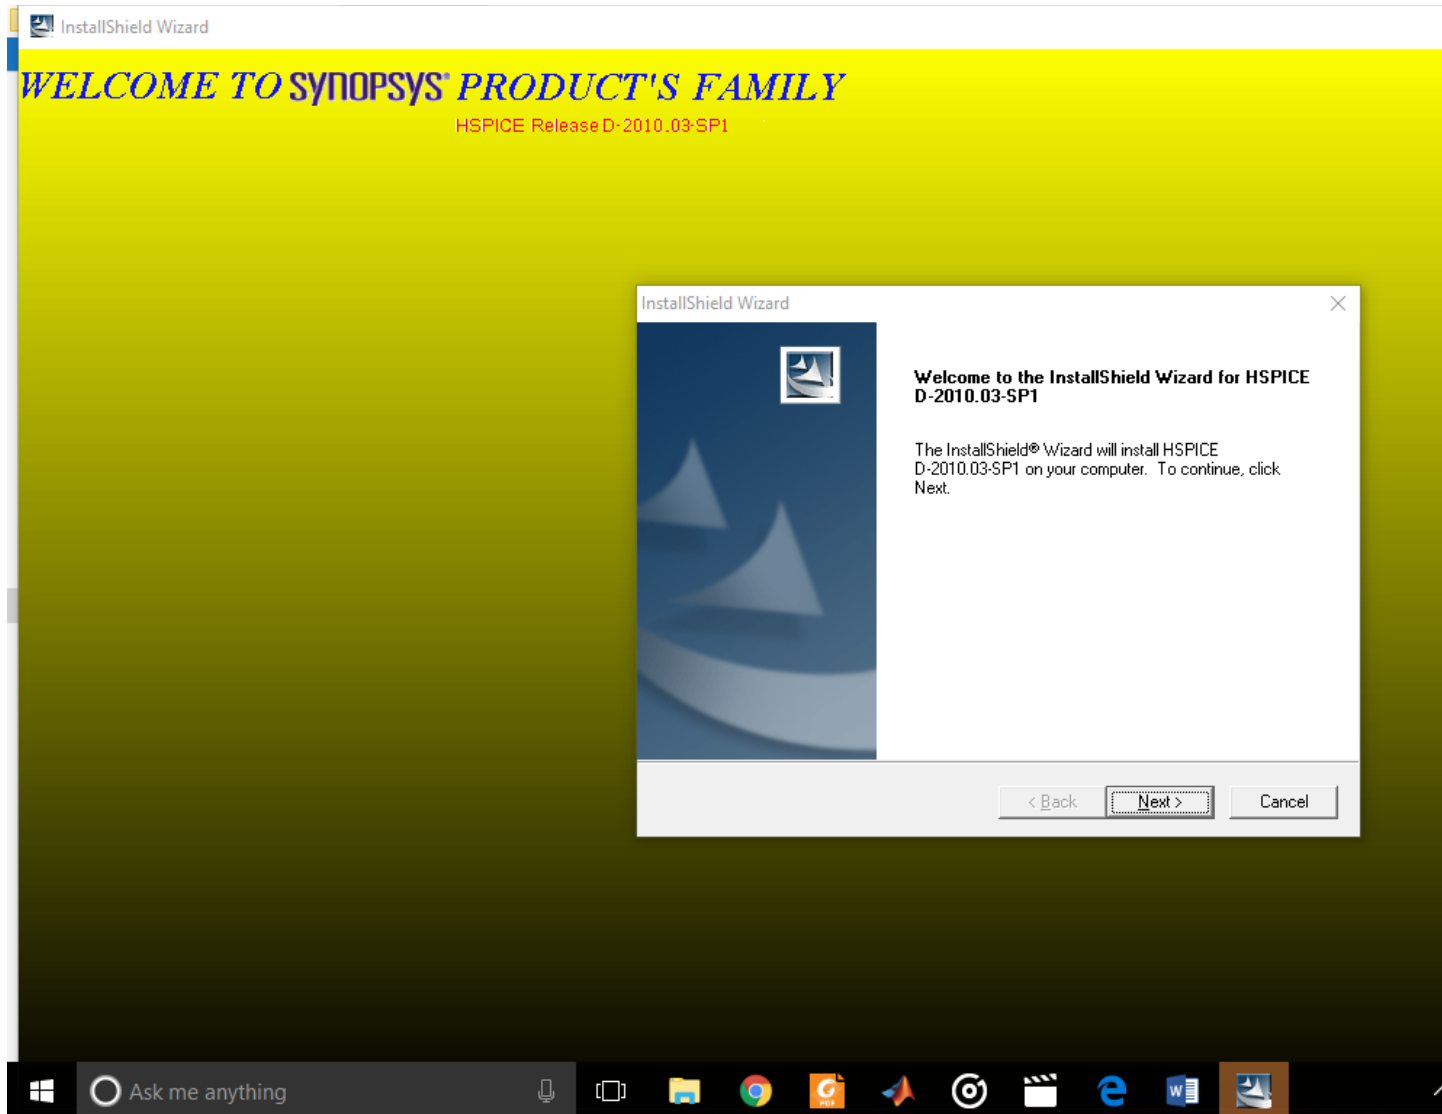 InstallShield Wizard
WELCOME TO SYNOPSYS® PRODUCT'S FAMILY
HSPICE Release D-2010.03-SP1
InstallShield Wizard
Welcome to the InstallShield Wizard for HSPICE
D-2010.03-SP1
The InstallShield® Wizard will install HSPICE
D-2010.03-SP1 on your computer. To continue, click
Next.
< Back
Next >
Cancel
Ask me anything
PDF